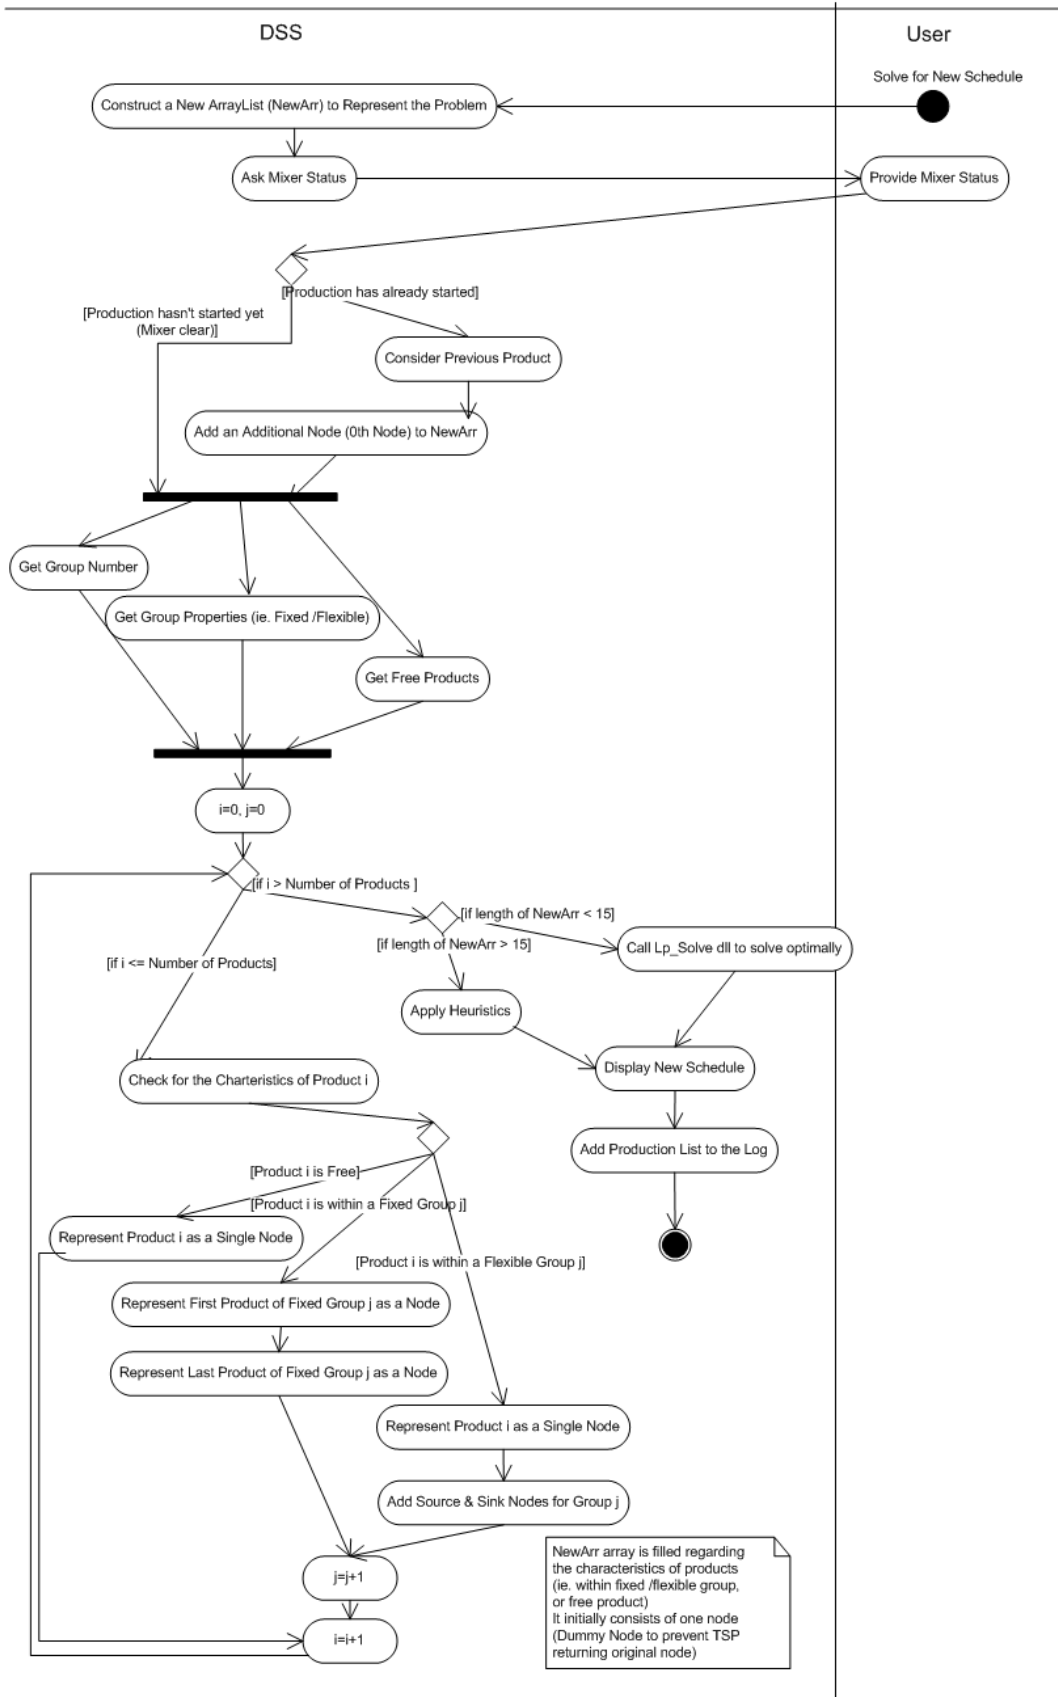 DSS
User
Solve for New Schedule
Construct a New ArrayList (NewArr) to Represent the Problem
Ask Mixer Status
Provide Mixer Status
[Production has already started]
[Production hasn't started yet
(Mixer clear)]
Consider Previous Product
Add an Additional Node (0th Node) to NewArr
Get Group Number
Get Group Properties (ie. Fixed /Flexible)
Get Free Products
i=0, j=0
[if i > Number of Products ]
[if length of NewArr < 15]
[if length of NewArr > 15]
Call Lp_Solve dll to solve optimally
[if i <= Number of Products]
Apply Heuristics
Display New Schedule
Check for the Charteristics of Product i
Add Production List to the Log
[Product i is Free]
[Product i is within a Fixed Group j]
Represent Product i as a Single Node
[Product i is within a Flexible Group j]
Represent First Product of Fixed Group j as a Node
Represent Last Product of Fixed Group j as a Node
Represent Product i as a Single Node
Add Source & Sink Nodes for Group j
j=j+1
i=i+1
NewArr array is filled regarding
the characteristics of products
(ie. within fixed /flexible group,
or free product)
It initially consists of one node
(Dummy Node to prevent TSP
returning original node)